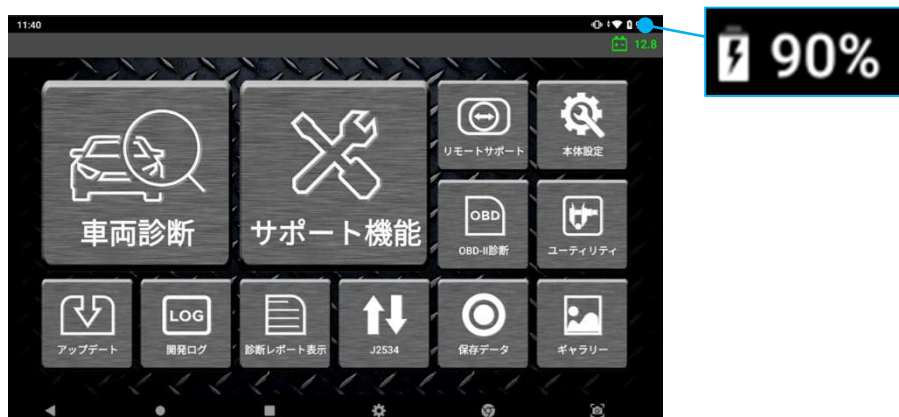 11:40
90%
12.8
リモートサポート
本体設定
車両診断
サポート機能
OBD
OBD-II診断
ユーティリティ
アップデート
LOG
開発ログ
診断レポート表示
J2534
保存データ
ギャラリー